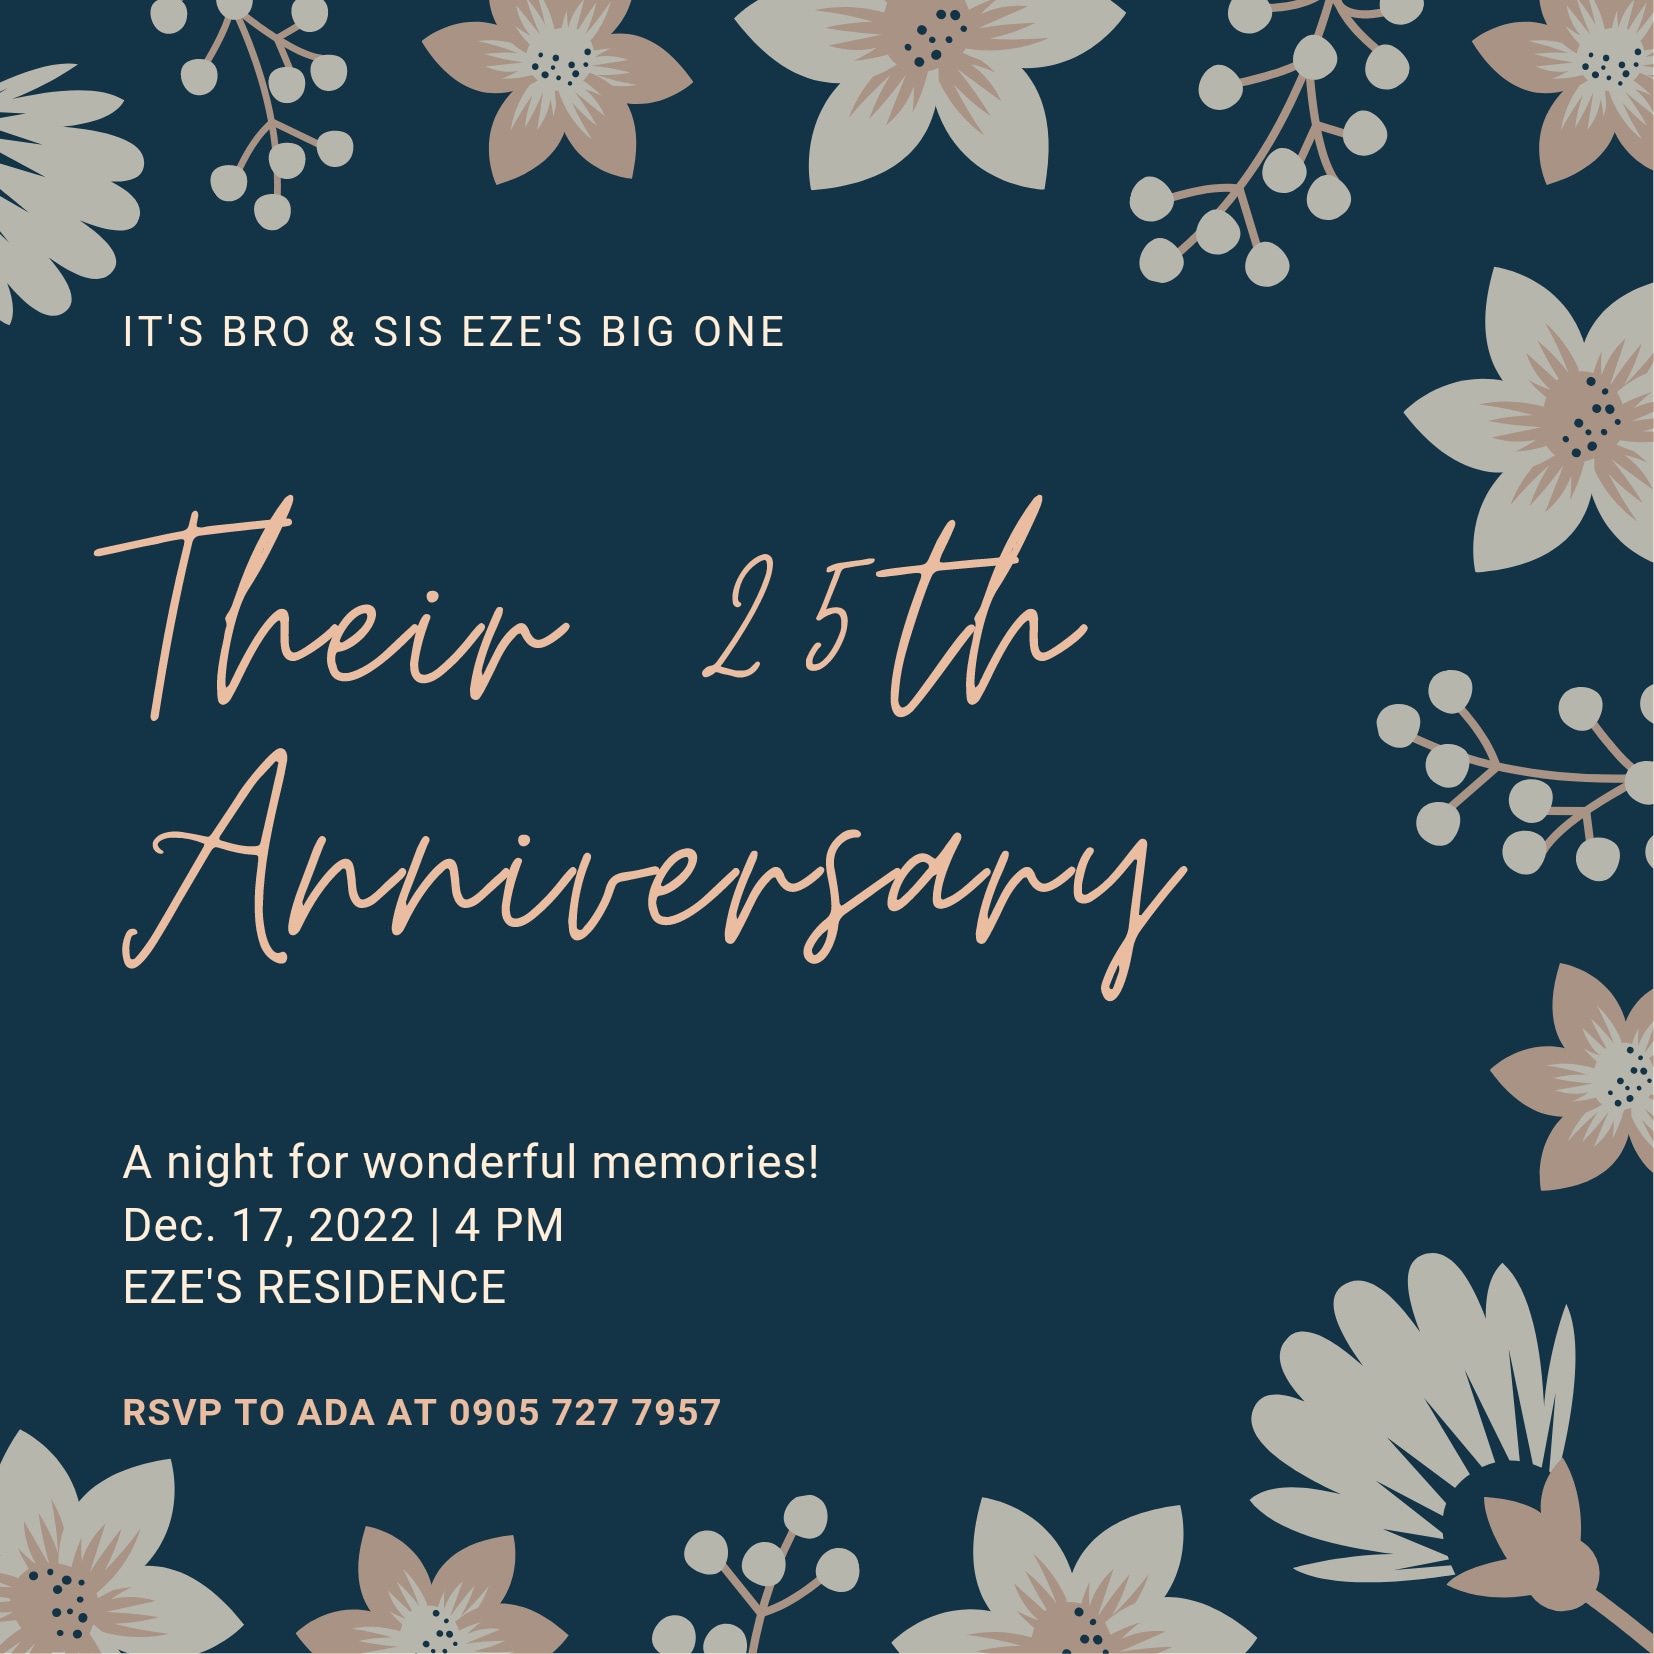 IT'S BRO & SIS EZE'S BIG ONE
Their 25th
Anniversary
A night for wonderful memories!
Dec. 17, 2022 | 4 PM
EZE'S RESIDENCE
RSVP TO ADA AT 0905 727 7957